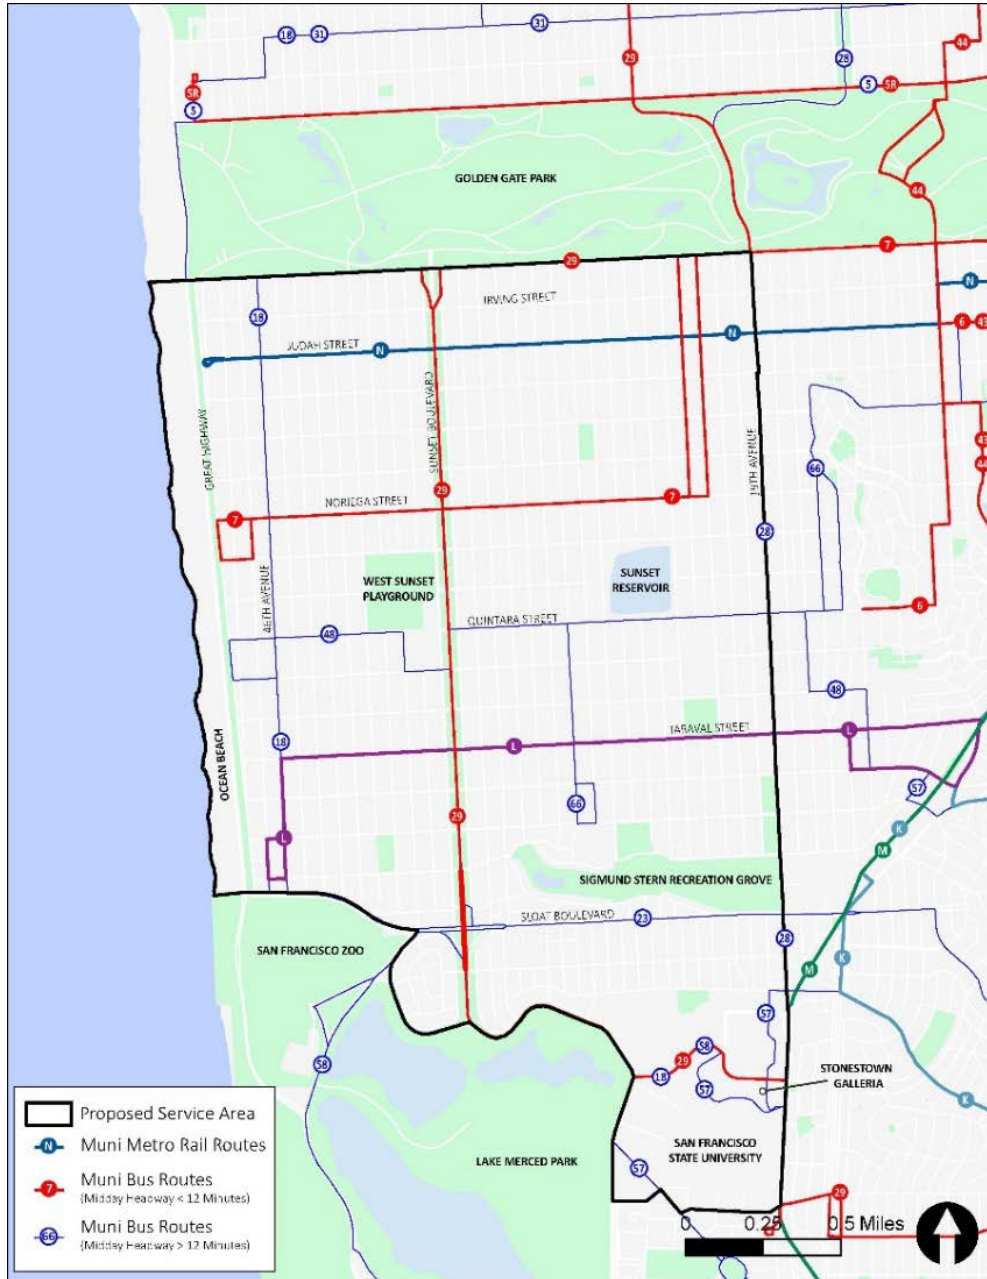 31
18
31
29
28
44
5R
5
5R
5
GOLDEN GATE PARK
44
7
29
N
IRVING STREET
18
6
43
JUDAH STREET
N
N
SUNSET BOULEVARD
GREAT HIGHWAY
19TH AVENUE
43
44
66
29
NORIEGA STREET
7
7
28
46TH AVENUE
WEST SUNSET
PLAYGROUND
SUNSET
RESERVOIR
6
QUINTARA STREET
48
48
18
TARAVAL STREET
L
L
OCEAN BEACH
57
66
29
K
L
M
SIGMUND STERN RECREATION GROVE
SLOAT BOULEVARD
23
28
SAN FRANCISCO ZOO
K
M
57
58
58
29
18
57
STONESTOWN
GALLERIA
K
SAN FRANCISCO
STATE UNIVERSITY
LAKE MERCED PARK
57
29
Proposed Service Area
N
Muni Metro Rail Routes
7
Muni Bus Routes
(Midday Headway < 12 Minutes)
66
Muni Bus Routes
(Midday Headway > 12 Minutes)
0 0.25 0.5 Miles